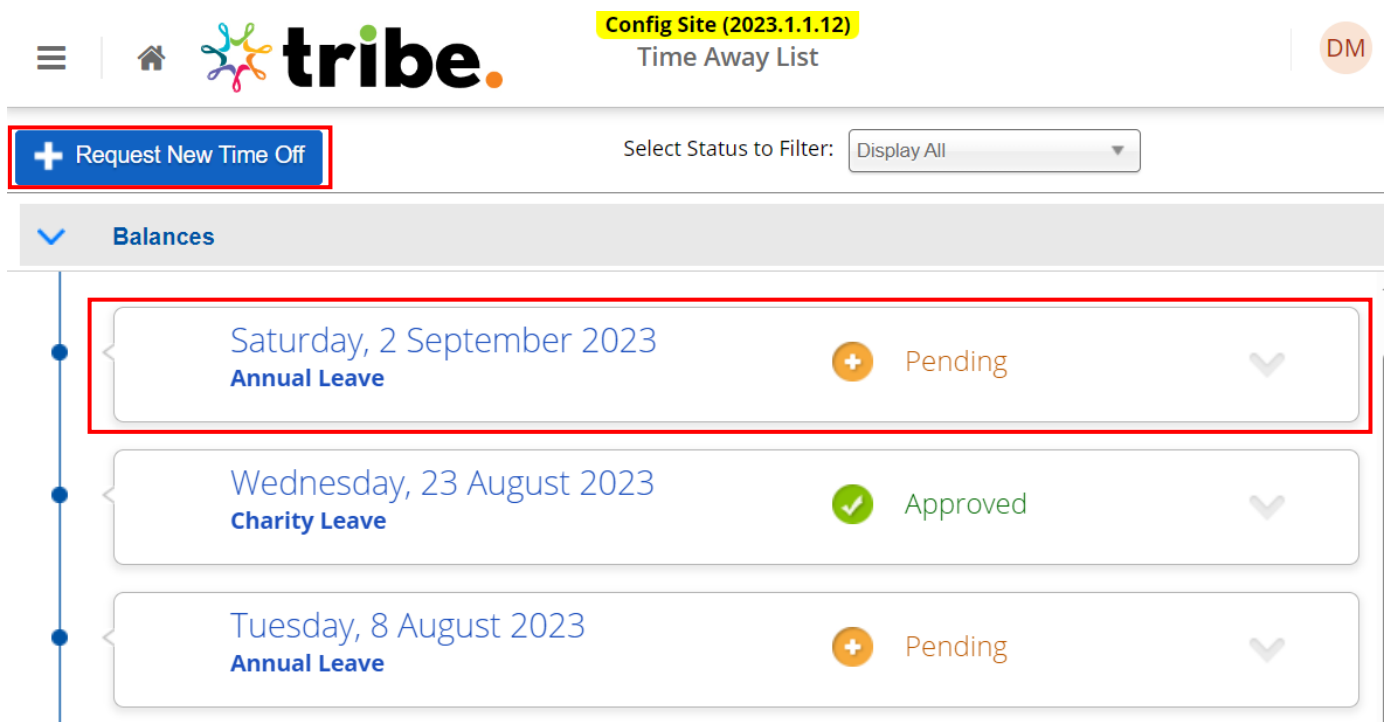 tribe.
Config Site (2023.1.1.12)
Time Away List
DM
Request New Time Off
Select Status to Filter: Display All
Balances
Saturday, 2 September 2023
Annual Leave
Pending
Wednesday, 23 August 2023
Charity Leave
Approved
Tuesday, 8 August 2023
Annual Leave
Pending